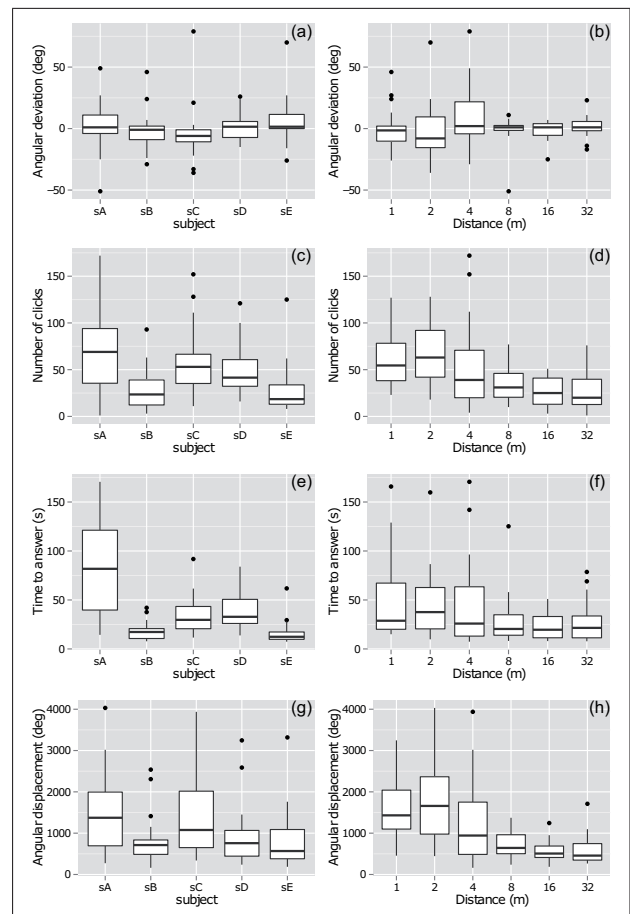 (a)
Angular deviation (deg)
50
0
−50
sA sB sC sD sE
subject
(b)
Angular deviation (deg)
50
0
−50
1 2 4 8 16 32
Distance (m)
(c)
Number of clicks
150
100
50
0
sA sB sC sD sE
subject
(d)
Number of clicks
150
100
50
0
1 2 4 8 16 32
Distance (m)
(e)
Time to answer (s)
150
100
50
0
sA sB sC sD sE
subject
(f)
Time to answer (s)
150
100
50
0
1 2 4 8 16 32
Distance (m)
(g)
Angular displacement (deg)
4000
3000
2000
1000
0
sA sB sC sD sE
subject
(h)
Angular displacement (deg)
4000
3000
2000
1000
0
1 2 4 8 16 32
Distance (m)